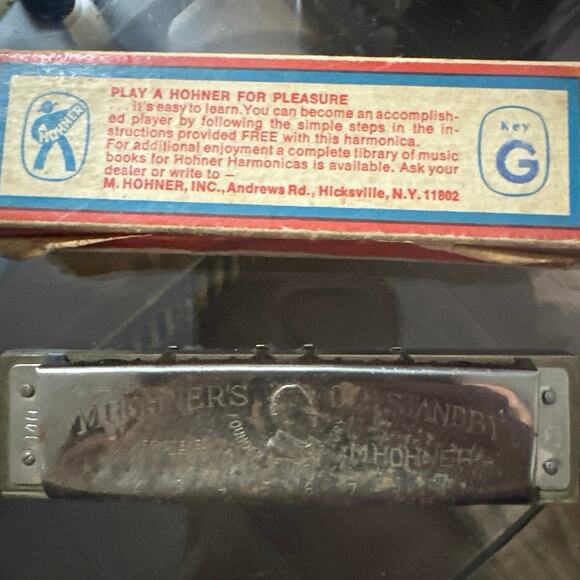 HOHNER
PLAY A HOHNER FOR PLEASURE
. . . it's easy to learn. You can become an accomplish-
ed player by following the simple steps in the in-
structions provided FREE with this harmonica.
For additional enjoyment a complete library of music
books for Hohner Harmonicas is available. Ask your
dealer or write to –
M. HOHNER, INC., Andrews Rd., Hicksville, N.Y. 11802
Key
G
M. HOHNER'S OLD STANDBY
M. HOHNER